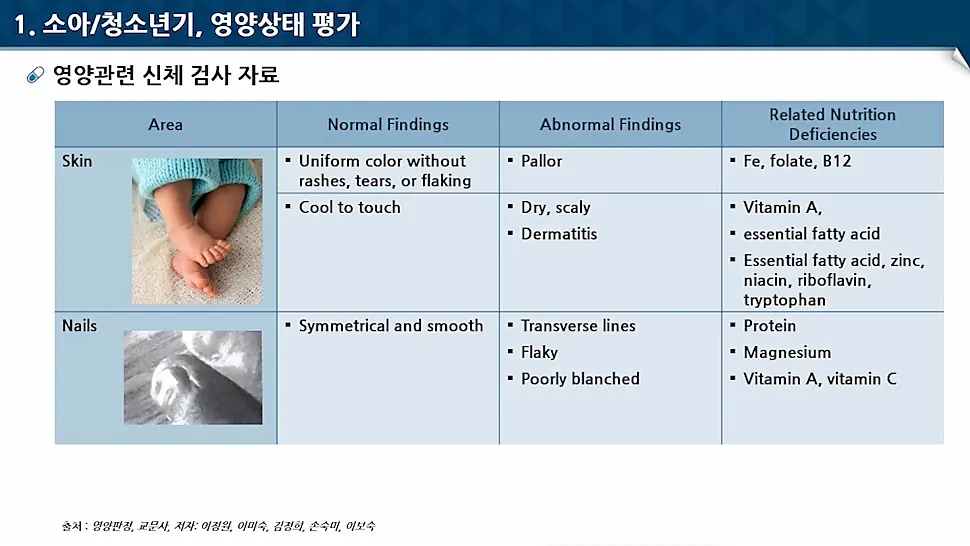 1. 소아/청소년기, 영양상태 평가
영양관련 신체 검사 자료
Area
Normal Findings
Abnormal Findings
Related Nutrition
Deficiencies
Skin
▪ Uniform color without
rashes, tears, or flaking
▪ Pallor
▪ Fe, folate, B12
▪ Cool to touch
▪ Dry, scaly
▪ Dermatitis
▪ Vitamin A,
▪ essential fatty acid
▪ Essential fatty acid, zinc,
niacin, riboflavin,
tryptophan
Nails
▪ Symmetrical and smooth
▪ Transverse lines
▪ Flaky
▪ Poorly blanched
▪ Protein
▪ Magnesium
▪ Vitamin A, vitamin C
출처 : 영양판정, 교문사, 저자: 이정원, 이미숙, 김정희, 손숙미, 이보숙